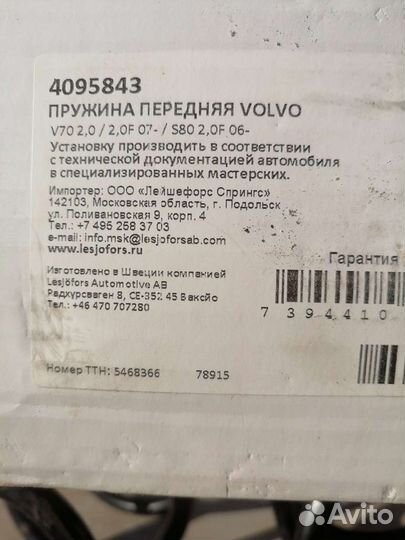 4095843
ПРУЖИНА ПЕРЕДНЯЯ VOLVO
V70 2,0 / 2,0F 07- / S80 2,0F 06-
Установку производить в соответствии
с технической документацией автомобиля
в специализированных мастерских.
Импортер: ООО «Лейшефорс Спрингс»
142103, Московская область, г. Подольск
ул. Поливановская 9, корп. 4
Тел.: +7 495 258 37 03
e-mail: info.msk@lesjoforsab.com
www.lesjofors.ru
Гарантия
Изготовлено в Швеции компанией
Lesjöfors Automotive AB
Радхурсваген 8, СЕ-352 45 Ваксйо
Тел.: +46 470 707280
7 394410
Номер ТТН: 5468366 78915
Avito